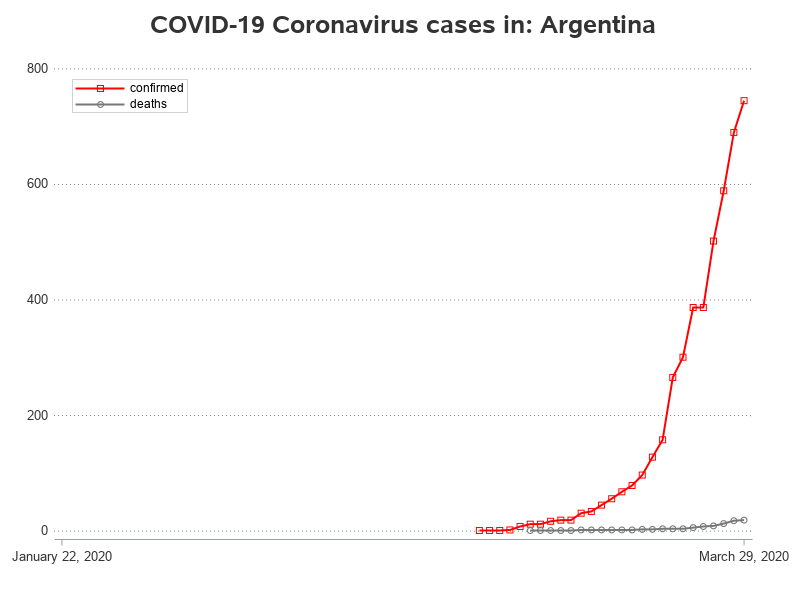 COVID-19 Coronavirus cases in: Argentina
800
confirmed
deaths
600
400
200
0
January 22, 2020
March 29, 2020